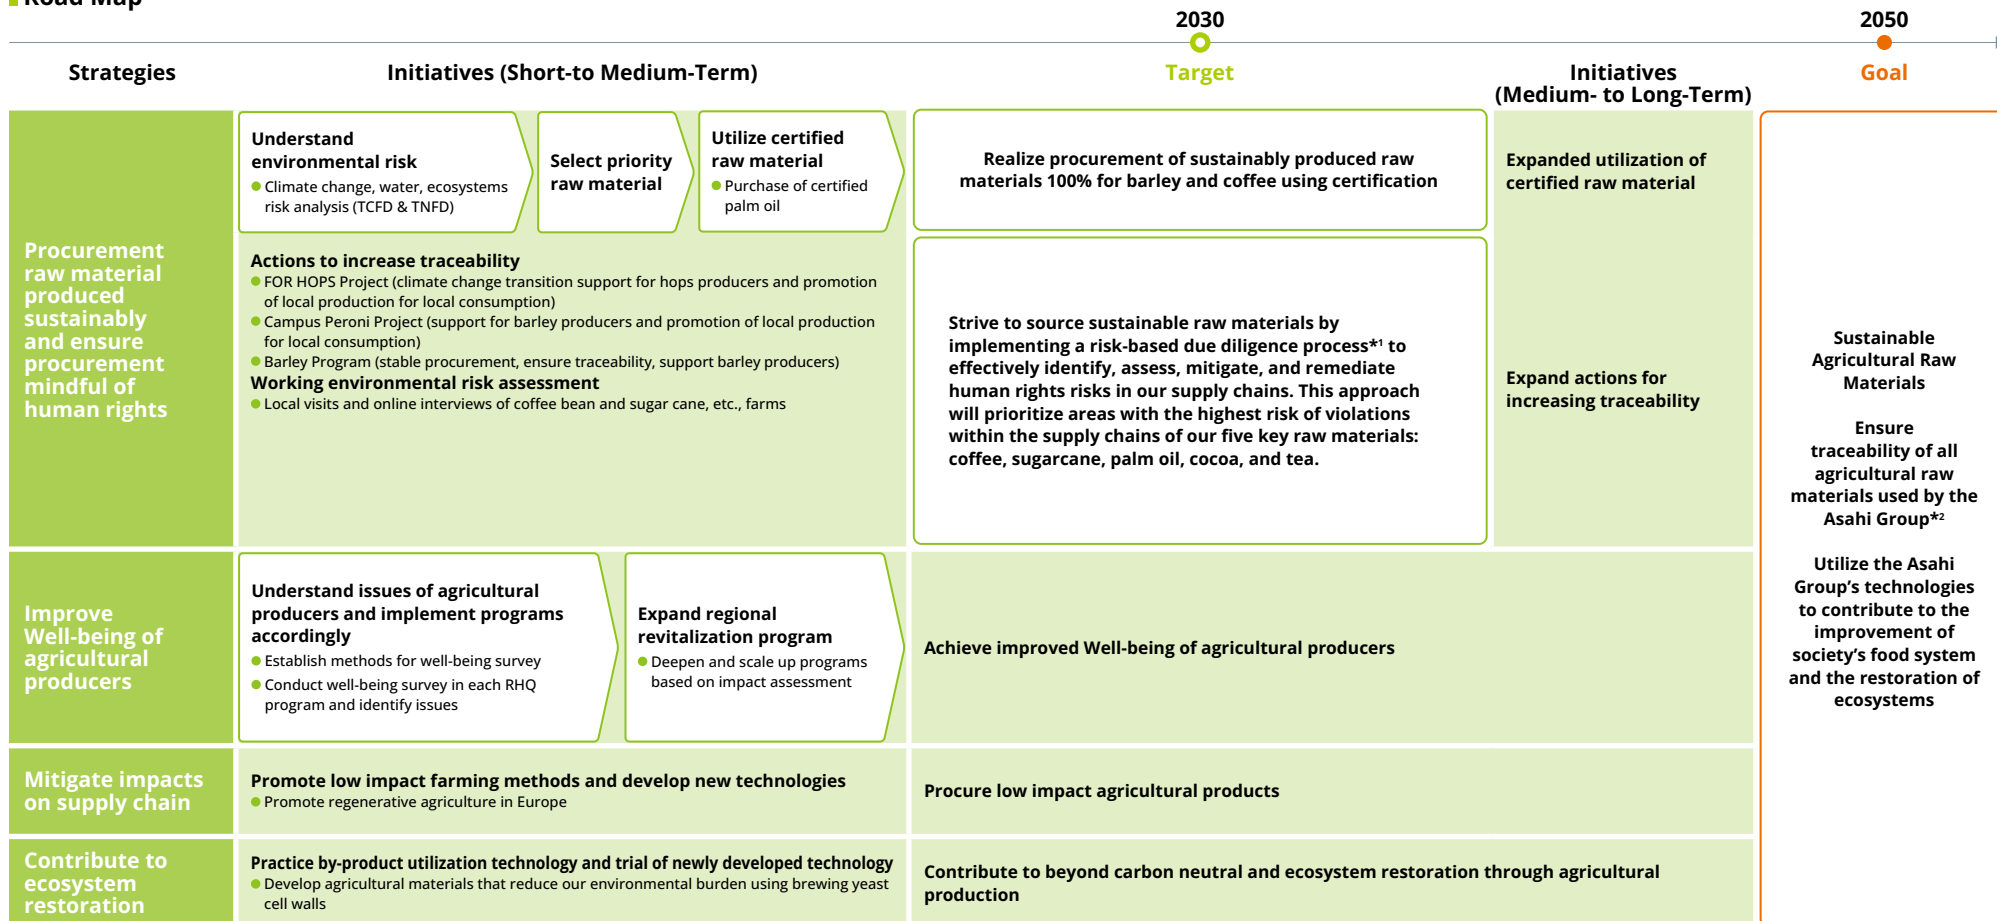 Road Map
2030
2050
Strategies
Initiatives (Short-to Medium-Term)
Target
Initiatives
(Medium- to Long-Term)
Goal
Procurement
raw material
produced
sustainably
and ensure
procurement
mindful of
human rights
Understand
environmental risk
● Climate change, water, ecosystems
risk analysis (TCFD & TNFD)
Select priority
raw material
Utilize certified
raw material
● Purchase of certified
palm oil
Actions to increase traceability
● FOR HOPS Project (climate change transition support for hops producers and promotion
of local production for local consumption)
● Campus Peroni Project (support for barley producers and promotion of local production
for local consumption)
● Barley Program (stable procurement, ensure traceability, support barley producers)
Working environmental risk assessment
● Local visits and online interviews of coffee bean and sugar cane, etc., farms
Realize procurement of sustainably produced raw
materials 100% for barley and coffee using certification
Strive to source sustainable raw materials by
implementing a risk-based due diligence process*1 to
effectively identify, assess, mitigate, and remediate
human rights risks in our supply chains. This approach
will prioritize areas with the highest risk of violations
within the supply chains of our five key raw materials:
coffee, sugarcane, palm oil, cocoa, and tea.
Expanded utilization of
certified raw material
Expand actions for
increasing traceability
Improve
Well-being of
agricultural
producers
Understand issues of agricultural
producers and implement programs
accordingly
● Establish methods for well-being survey
● Conduct well-being survey in each RHQ
program and identify issues
Expand regional
revitalization program
● Deepen and scale up programs
based on impact assessment
Achieve improved Well-being of agricultural producers
Mitigate impacts
on supply chain
Promote low impact farming methods and develop new technologies
● Promote regenerative agriculture in Europe
Procure low impact agricultural products
Contribute to
ecosystem
restoration
Practice by-product utilization technology and trial of newly developed technology
● Develop agricultural materials that reduce our environmental burden using brewing yeast
cell walls
Contribute to beyond carbon neutral and ecosystem restoration through agricultural
production
Sustainable
Agricultural Raw
Materials
Ensure
traceability of all
agricultural raw
materials used by the
Asahi Group*2
Utilize the Asahi
Group's technologies
to contribute to the
improvement of
society's food system
and the restoration of
ecosystems